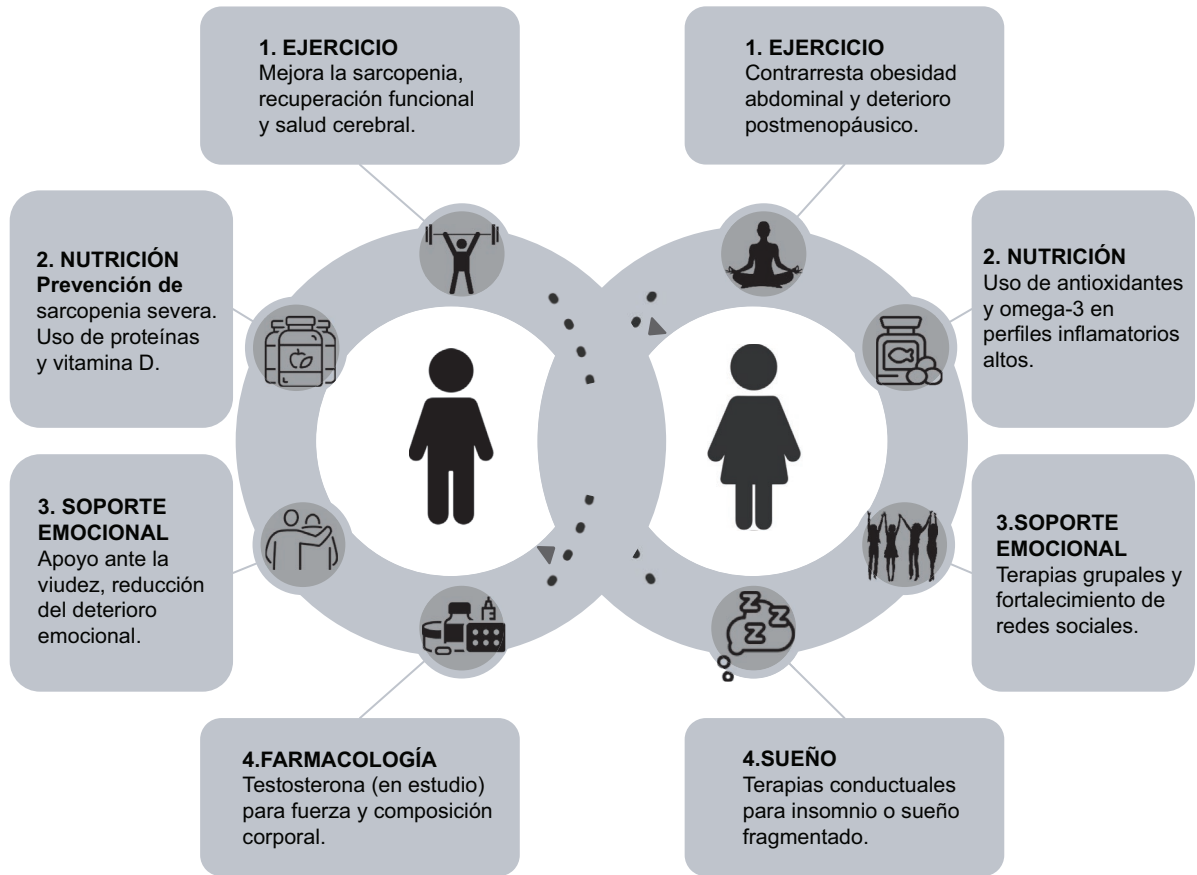 1. EJERCICIO
Mejora la sarcopenia,
recuperación funcional
y salud cerebral.
2. NUTRICIÓN
Prevención de
sarcopenia severa.
Uso de proteínas
y vitamina D.
3. SOPORTE
EMOCIONAL
Apoyo ante la
viudez, reducción
del deterioro
emocional.
4.FARMACOLOGÍA
Testosterona (en estudio)
para fuerza y composición
corporal.
1. EJERCICIO
Contrarresta obesidad
abdominal y deterioro
postmenopáusico.
2. NUTRICIÓN
Uso de antioxidantes
y omega-3 en
perfiles inflamatorios
altos.
3.SOPORTE
EMOCIONAL
Terapias grupales y
fortalecimiento de
redes sociales.
Z
Z
Z
4.SUEÑO
Terapias conductuales
para insomnio o sueño
fragmentado.